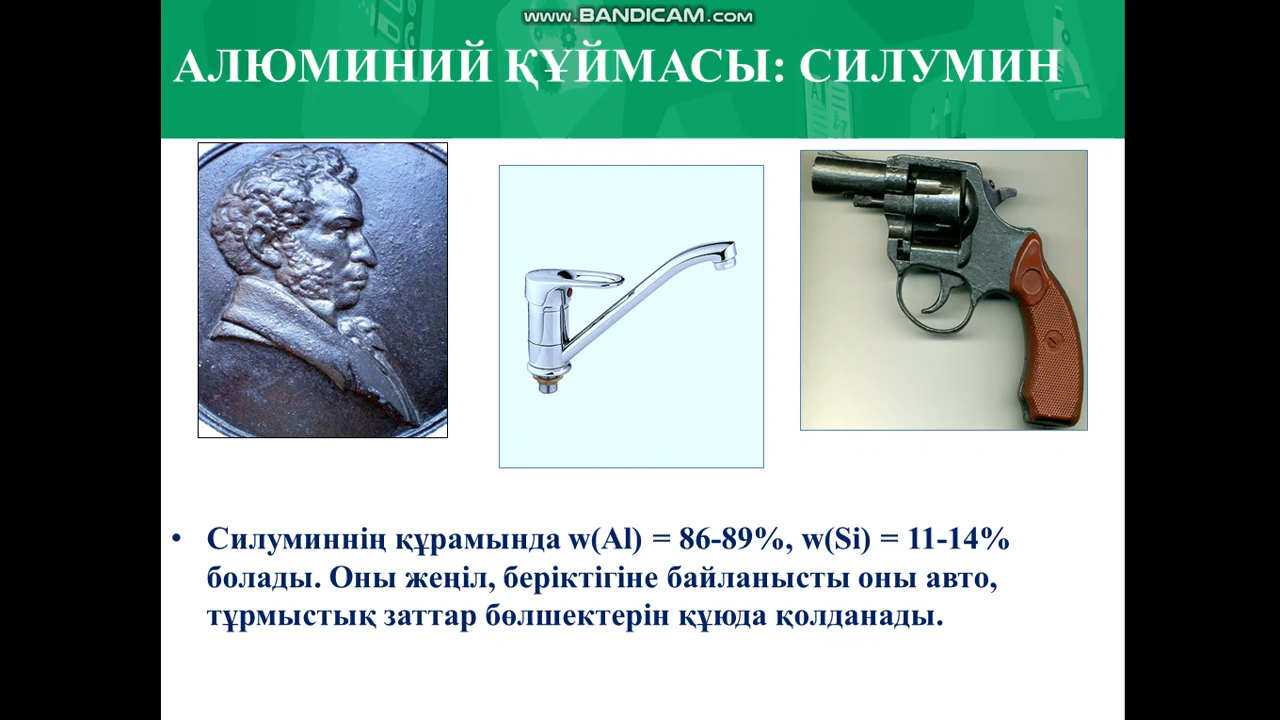 www.BANDICAM.com
АЛЮМИНИЙ ҚҰЙМАСЫ: СИЛУМИН
• Силуминнің құрамында w(Al) = 86-89%, w(Si) = 11-14%
болады. Оны жеңіл, беріктігіне байланысты оны авто,
тұрмыстық заттар бөлшектерін құюда қолданады.